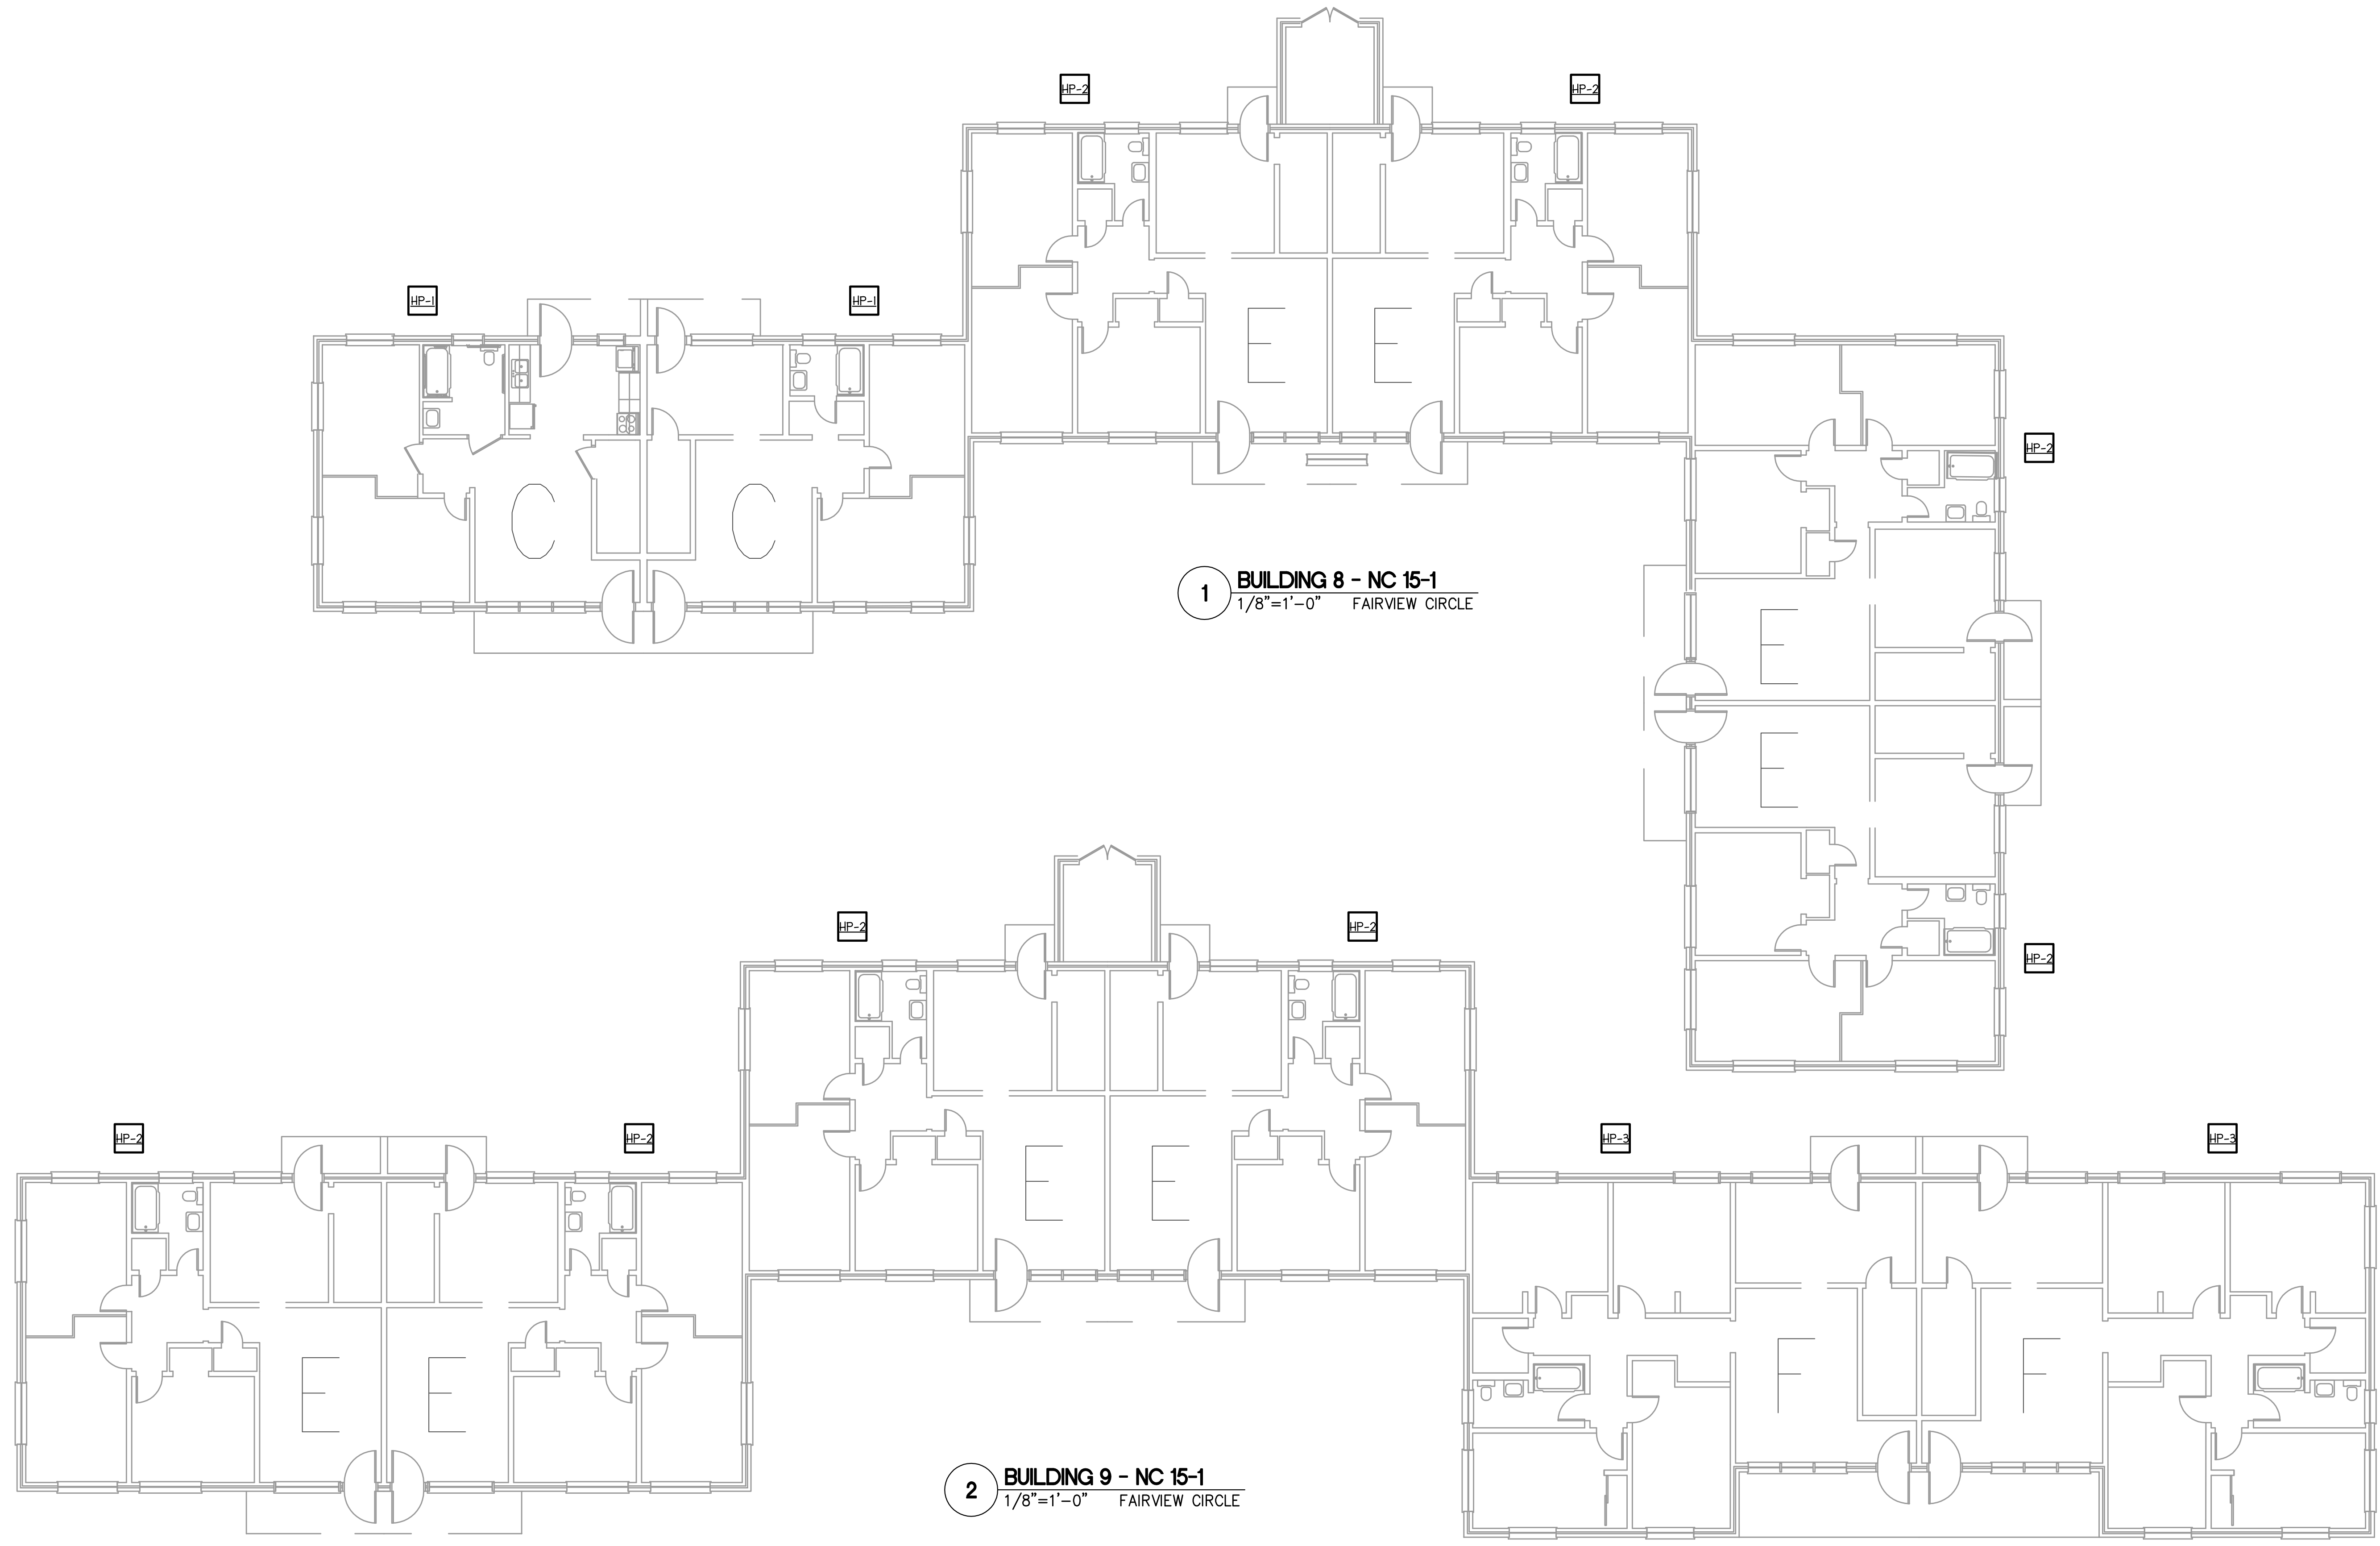 HP-2
HP-2
HP-1
HP-1
E
E
HP-2
C
C
1
BUILDING 8 - NC 15-1
1/8"=1'-0" FAIRVIEW CIRCLE
E
E
HP-2
HP-2
HP-2
HP-2
HP-2
HP-3
HP-3
E
E
E
E
F
F
2
BUILDING 9 - NC 15-1
1/8"=1'-0" FAIRVIEW CIRCLE